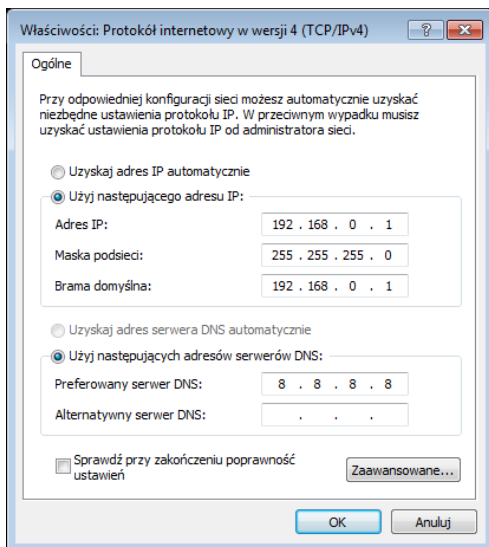 Właściwości: Protokół internetowy w wersji 4 (TCP/IPv4)
Ogólne
Przy odpowiedniej konfiguracji sieci możesz automatycznie uzyskać
niezbędne ustawienia protokołu IP. W przeciwnym wypadku musisz
uzyskać ustawienia protokołu IP od administratora sieci.
Uzyskaj adres IP automatycznie
Użyj następującego adresu IP:
Adres IP: 192 . 168 . 0 . 1
Maska podsieci: 255 . 255 . 255 . 0
Brama domyślna: 192 . 168 . 0 . 1
Uzyskaj adres serwera DNS automatycznie
Użyj następujących adresów serwerów DNS:
Preferowany serwer DNS: 8 . 8 . 8 . 8
Alternatywny serwer DNS: . . .
Sprawdź przy zakończeniu poprawność
ustawień
Zaawansowane...
OK Anuluj